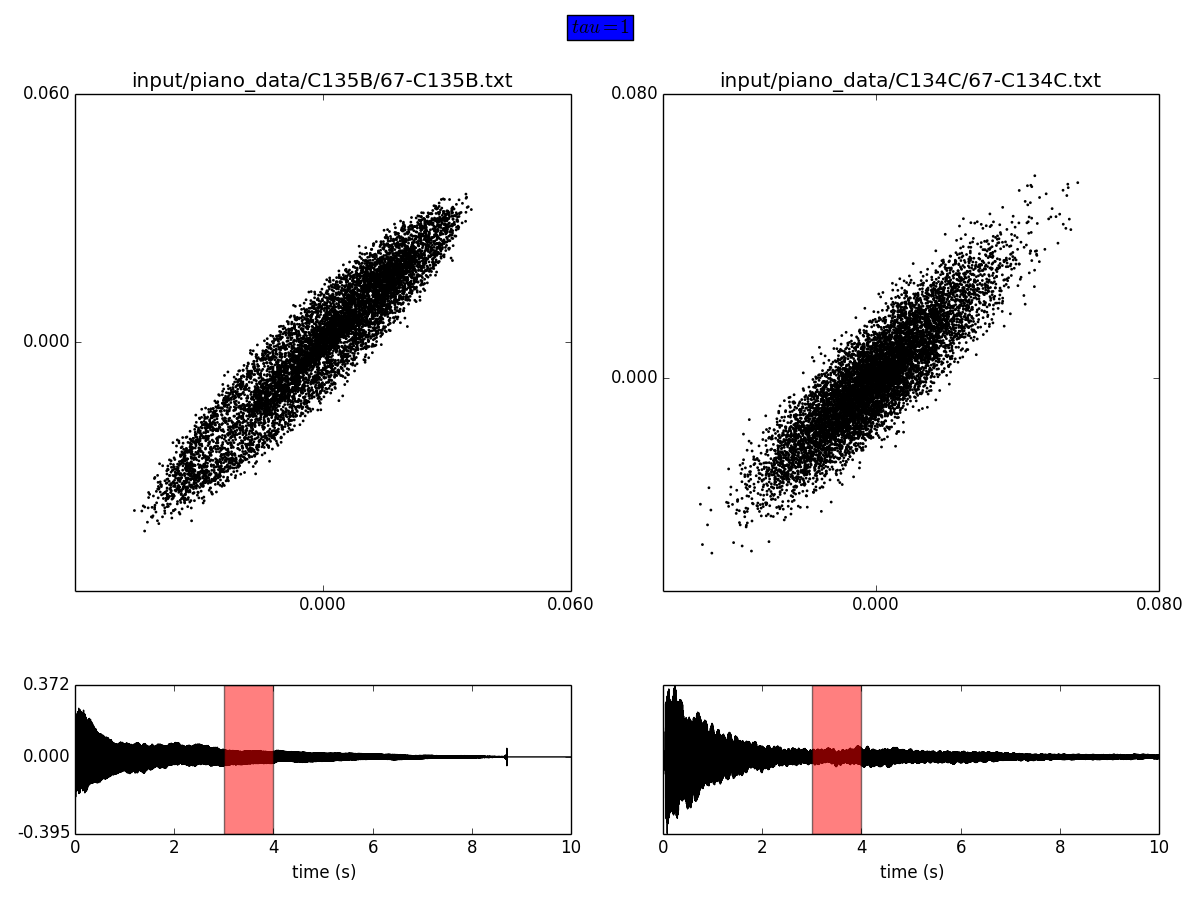 tau = 1
input/piano_data/C135B/67-C135B.txt
input/piano_data/C134C/67-C134C.txt
0.060
0.000
0.000
0.060
0.080
0.000
0.000
0.080
0.372
0.000
-0.395
0 2 4 6 8 10
time (s)
0 2 4 6 8 10
time (s)